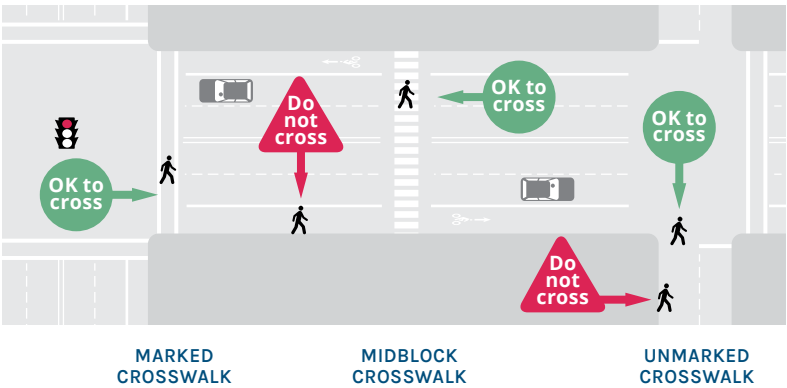 Do
not
cross
OK to
cross
OK to
cross
OK to
cross
Do
not
cross
MARKED
CROSSWALK
MIDBLOCK
CROSSWALK
UNMARKED
CROSSWALK